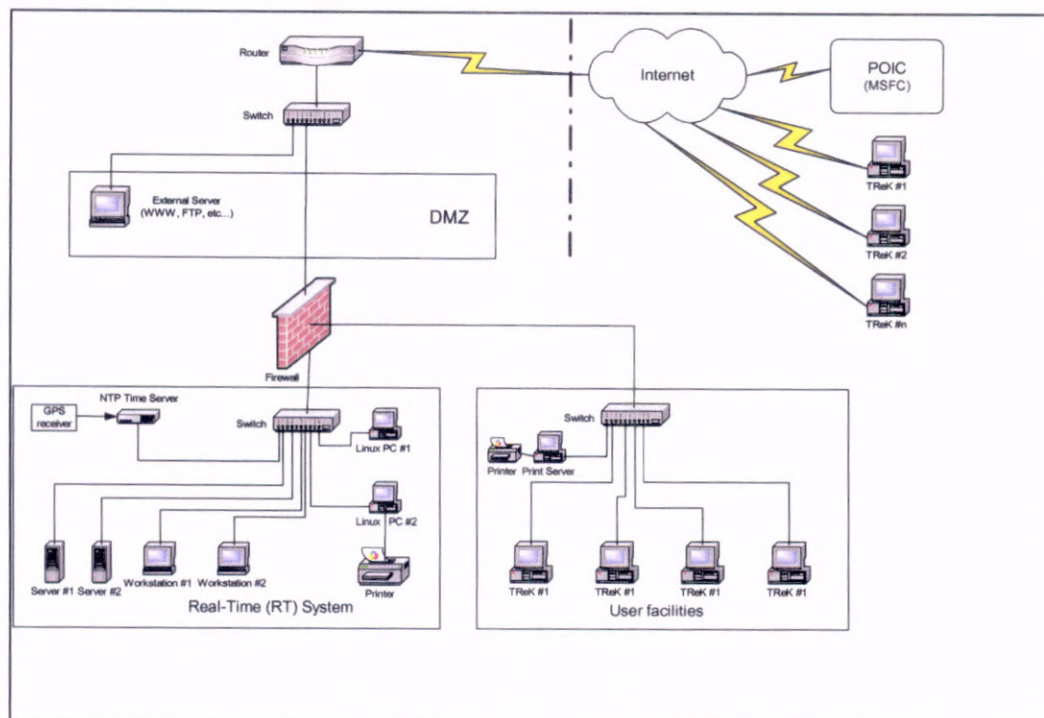 Router
Internet
POIC
(MSFC)
Switch
TReK #1
External Server
(WWW, FTP, etc...)
DMZ
TReK #2
TReK #n
Firewall
NTP Time Server
GPS
receiver
Switch
Linux PC #1
Switch
Printer
Print Server
Linux PC #2
Server #1
Server #2
Workstation #1
Workstation #2
Printer
TReK #1
TReK #1
TReK #1
TReK #1
Real-Time (RT) System
User facilities